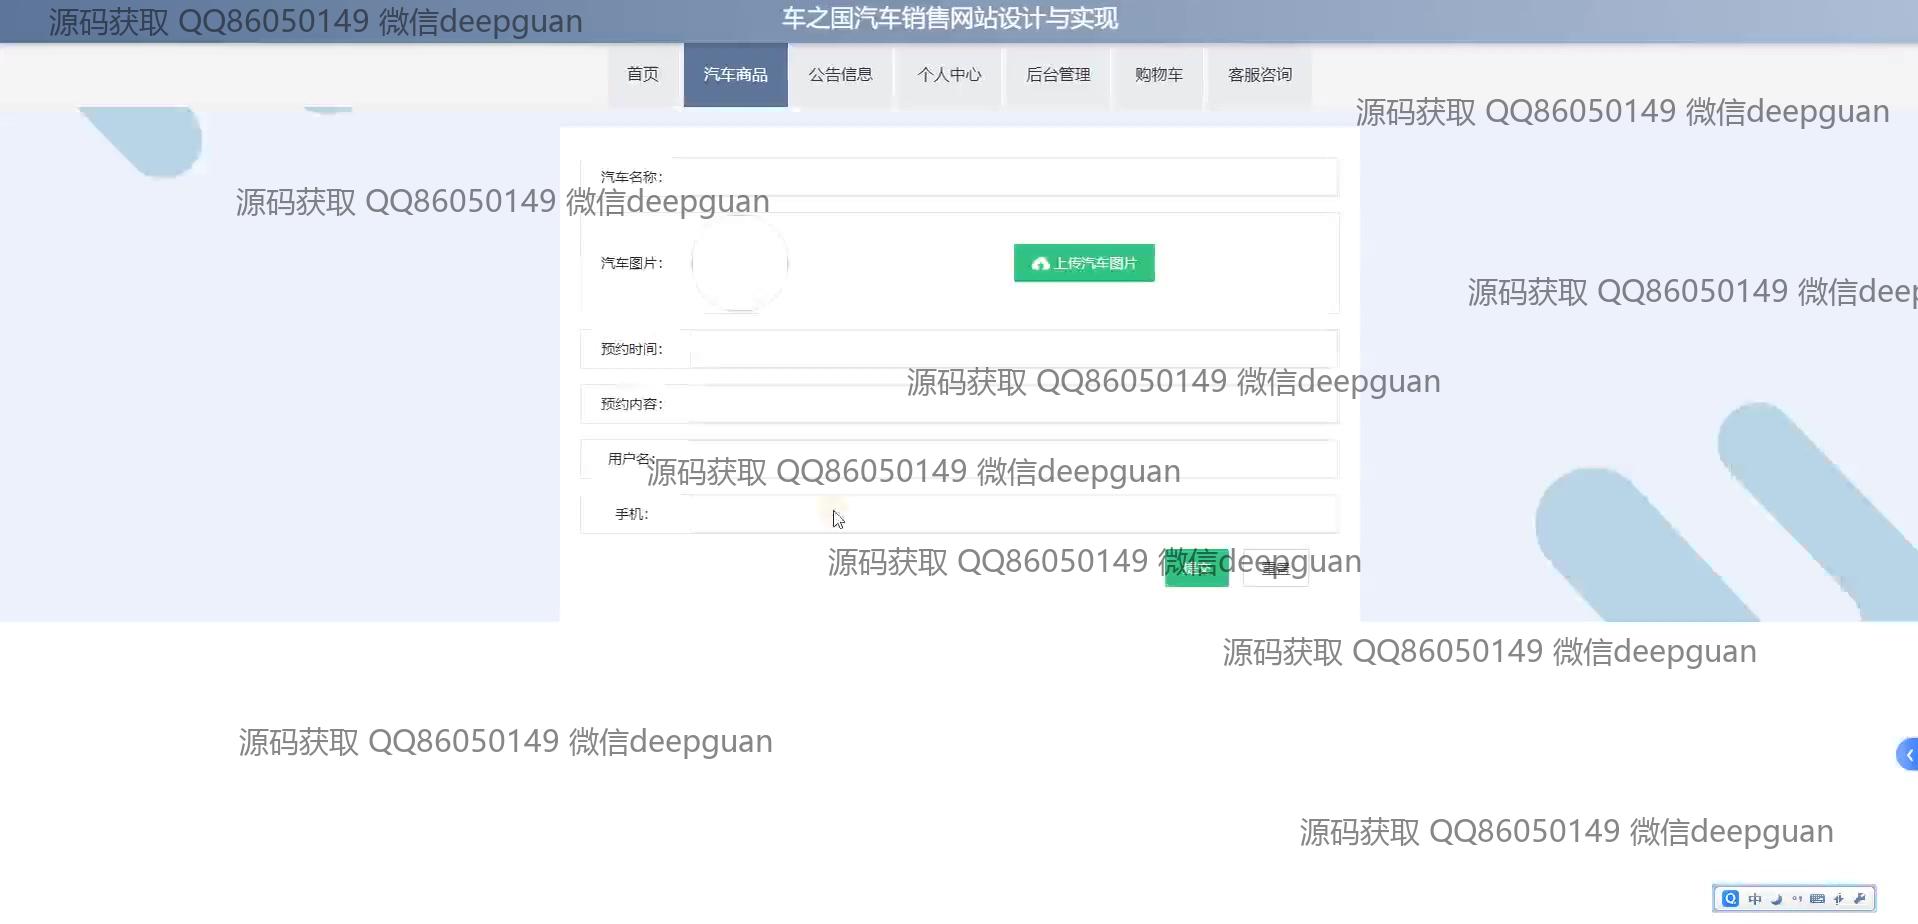 源码获取 QQ86050149 微信deepguan
车之国汽车销售网站设计与实现
首页 汽车商品 公告信息 个人中心 后台管理 购物车 客服咨询
源码获取 QQ86050149 微信deepguan
汽车名称：
源码获取 QQ86050149 微信deepguan
汽车图片： 上传汽车图片
源码获取 QQ86050149 微信deep
预约时间：
源码获取 QQ86050149 微信deepguan
预约内容：
用户名：
源码获取 QQ86050149 微信deepguan
手机：
源码获取 QQ86050149 微信deepguan
重置
源码获取 QQ86050149 微信deepguan
源码获取 QQ86050149 微信deepguan
源码获取 QQ86050149 微信deepguan
中